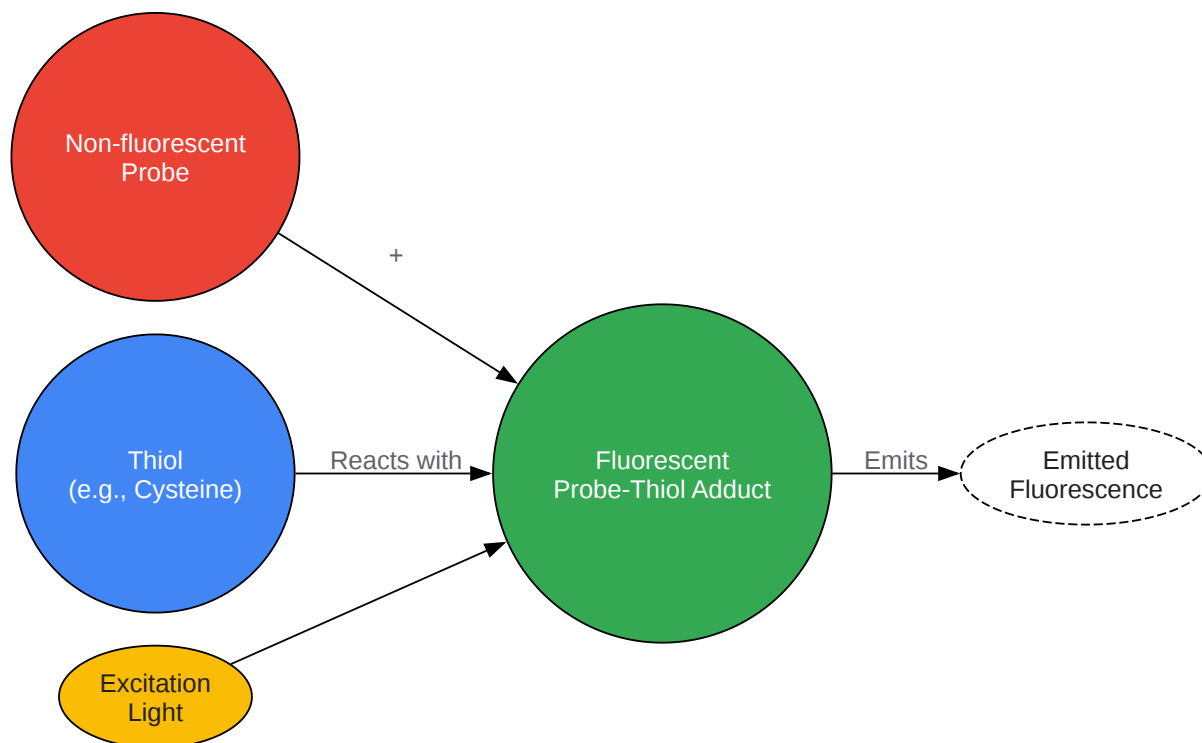 Non-fluorescent
Probe
+
Thiol
(e.g., Cysteine)
Reacts with
Fluorescent
Probe-Thiol Adduct
Emits
Emitted
Fluorescence
Excitation
Light